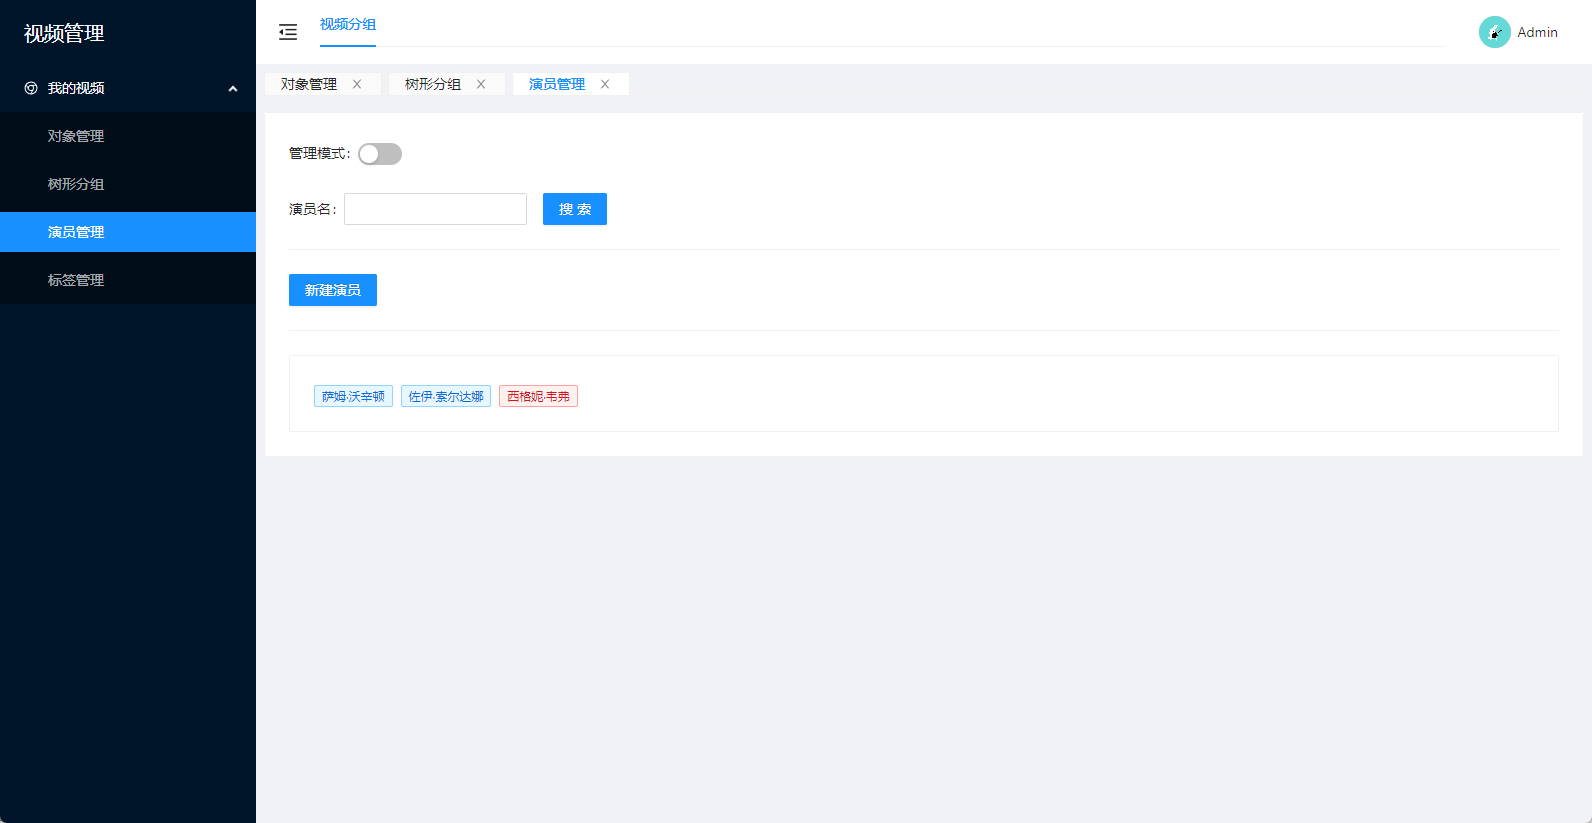 视频管理
我的视频
对象管理
树形分组
演员管理
标签管理
视频分组
Admin
对象管理
树形分组
演员管理
管理模式：
演员名：
搜 索
新建演员
萨姆·沃辛顿 佐伊·索尔达娜 西格妮·韦弗